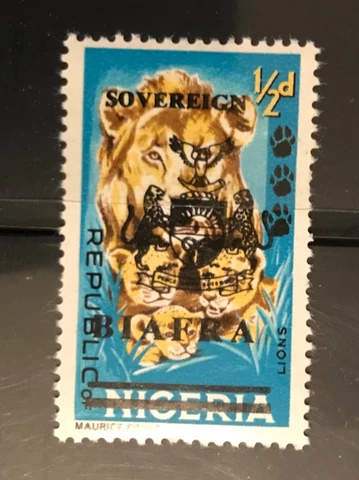 SOVEREIGN
½d
BIAFRA
LIONS
REPUBLIC OF
NIGERIA
MAURICE